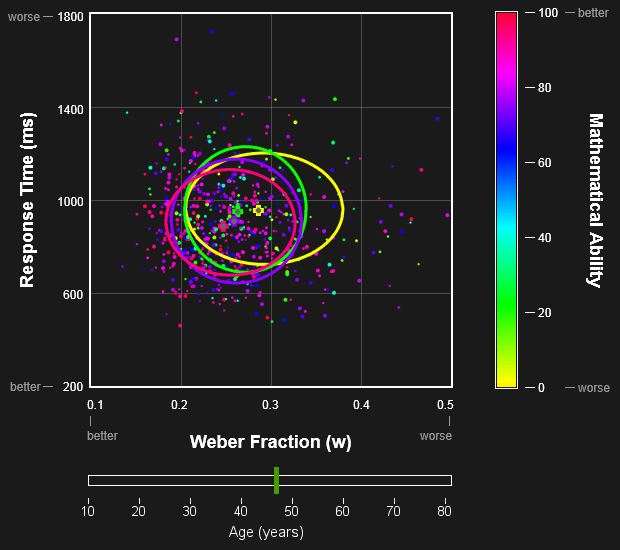 worse
1800
1400
1000
600
better
200
Response Time (ms)
0.1
0.2
0.3
0.4
0.5
better
worse
Weber Fraction (w)
10
20
30
40
50
60
70
80
Age (years)
100
better
80
60
40
20
0
worse
Mathematical Ability